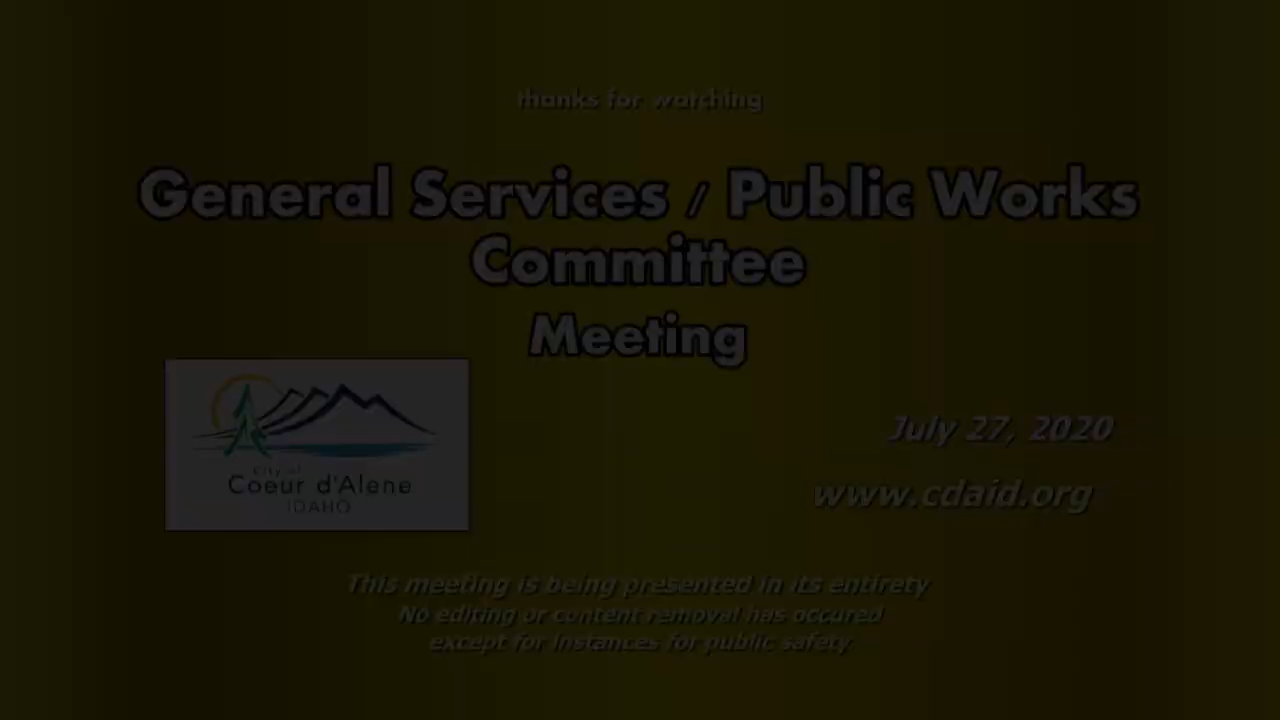 thanks for watching
General Services / Public Works
Committee
Meeting
July 27, 2020
www.cdaid.org
City of
Coeur d'Alene
IDAHO
This meeting is being presented in its entirety
No editing or content removal has occured
except for instances for public safety